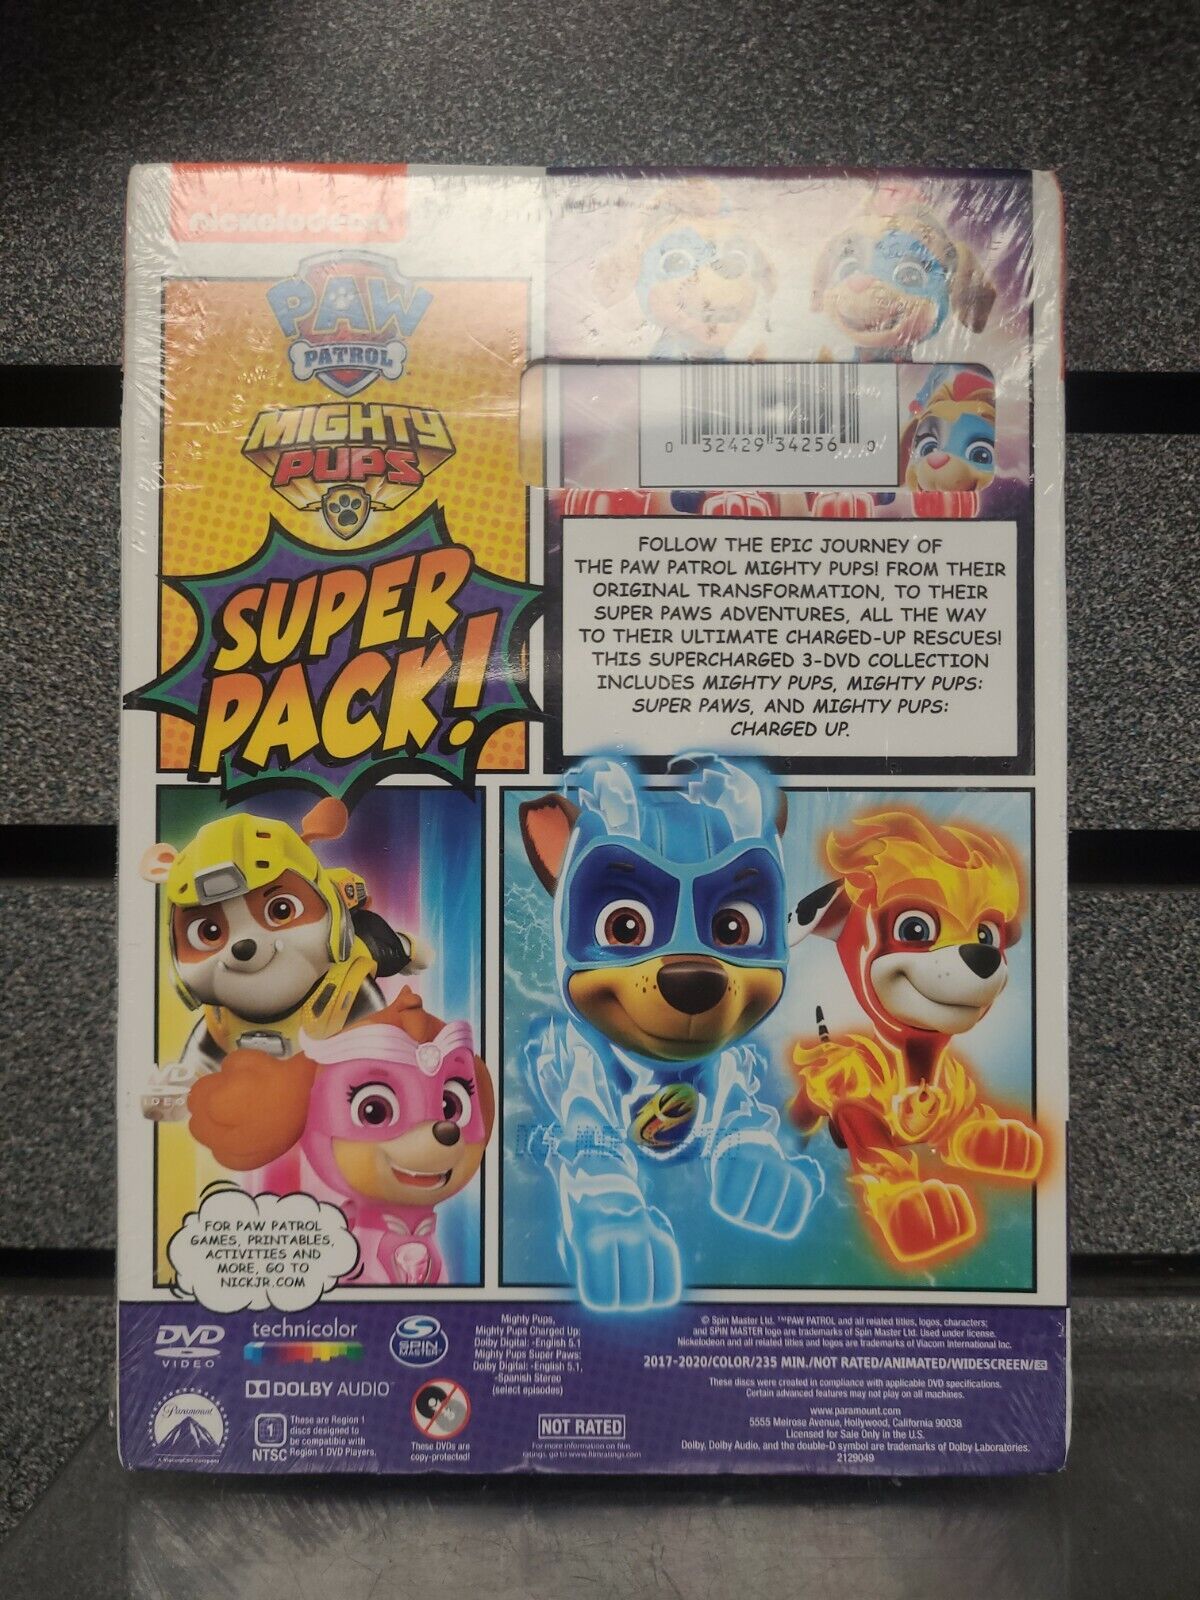 nickelodeon
PAW
PATROL
MIGHTY
PUPS
SUPER
PACK!
0 32429 34256 0
FOLLOW THE EPIC JOURNEY OF
THE PAW PATROL MIGHTY PUPS! FROM THEIR
ORIGINAL TRANSFORMATION, TO THEIR
SUPER PAWS ADVENTURES, ALL THE WAY
TO THEIR ULTIMATE CHARGED-UP RESCUES!
THIS SUPERCHARGED 3-DVD COLLECTION
INCLUDES MIGHTY PUPS, MIGHTY PUPS:
SUPER PAWS, AND MIGHTY PUPS:
CHARGED UP.
FOR PAW PATROL
GAMES, PRINTABLES,
ACTIVITIES AND
MORE, GO TO
NICKJR.COM
DVD
VIDEO
technicolor
SPIN
MASTER
DOLBY AUDIO
Paramount
A ViacomCBS Company
1
NTSC
These are Region 1
discs designed to
be compatible with
Region 1 DVD Players.
These DVDs are
copy-protected!
Mighty Pups,
Mighty Pups Charged Up:
Dolby Digital: -English 5.1
Mighty Pups Super Paws:
Dolby Digital: -English 5.1,
-Spanish Stereo
(select episodes)
NOT RATED
For more information on film
ratings, go to www.filmratings.com
© Spin Master Ltd. ™PAW PATROL and all related titles, logos, characters;
and SPIN MASTER logo are trademarks of Spin Master Ltd. Used under license.
Nickelodeon and all related titles and logos are trademarks of Viacom International Inc.
2017-2020/COLOR/235 MIN./NOT RATED/ANIMATED/WIDESCREEN/
These discs were created in compliance with applicable DVD specifications.
Certain advanced features may not play on all machines.
www.paramount.com
5555 Melrose Avenue, Hollywood, California 90038
Licensed for Sale Only in the U.S.
Dolby, Dolby Audio, and the double-D symbol are trademarks of Dolby Laboratories.
2129049